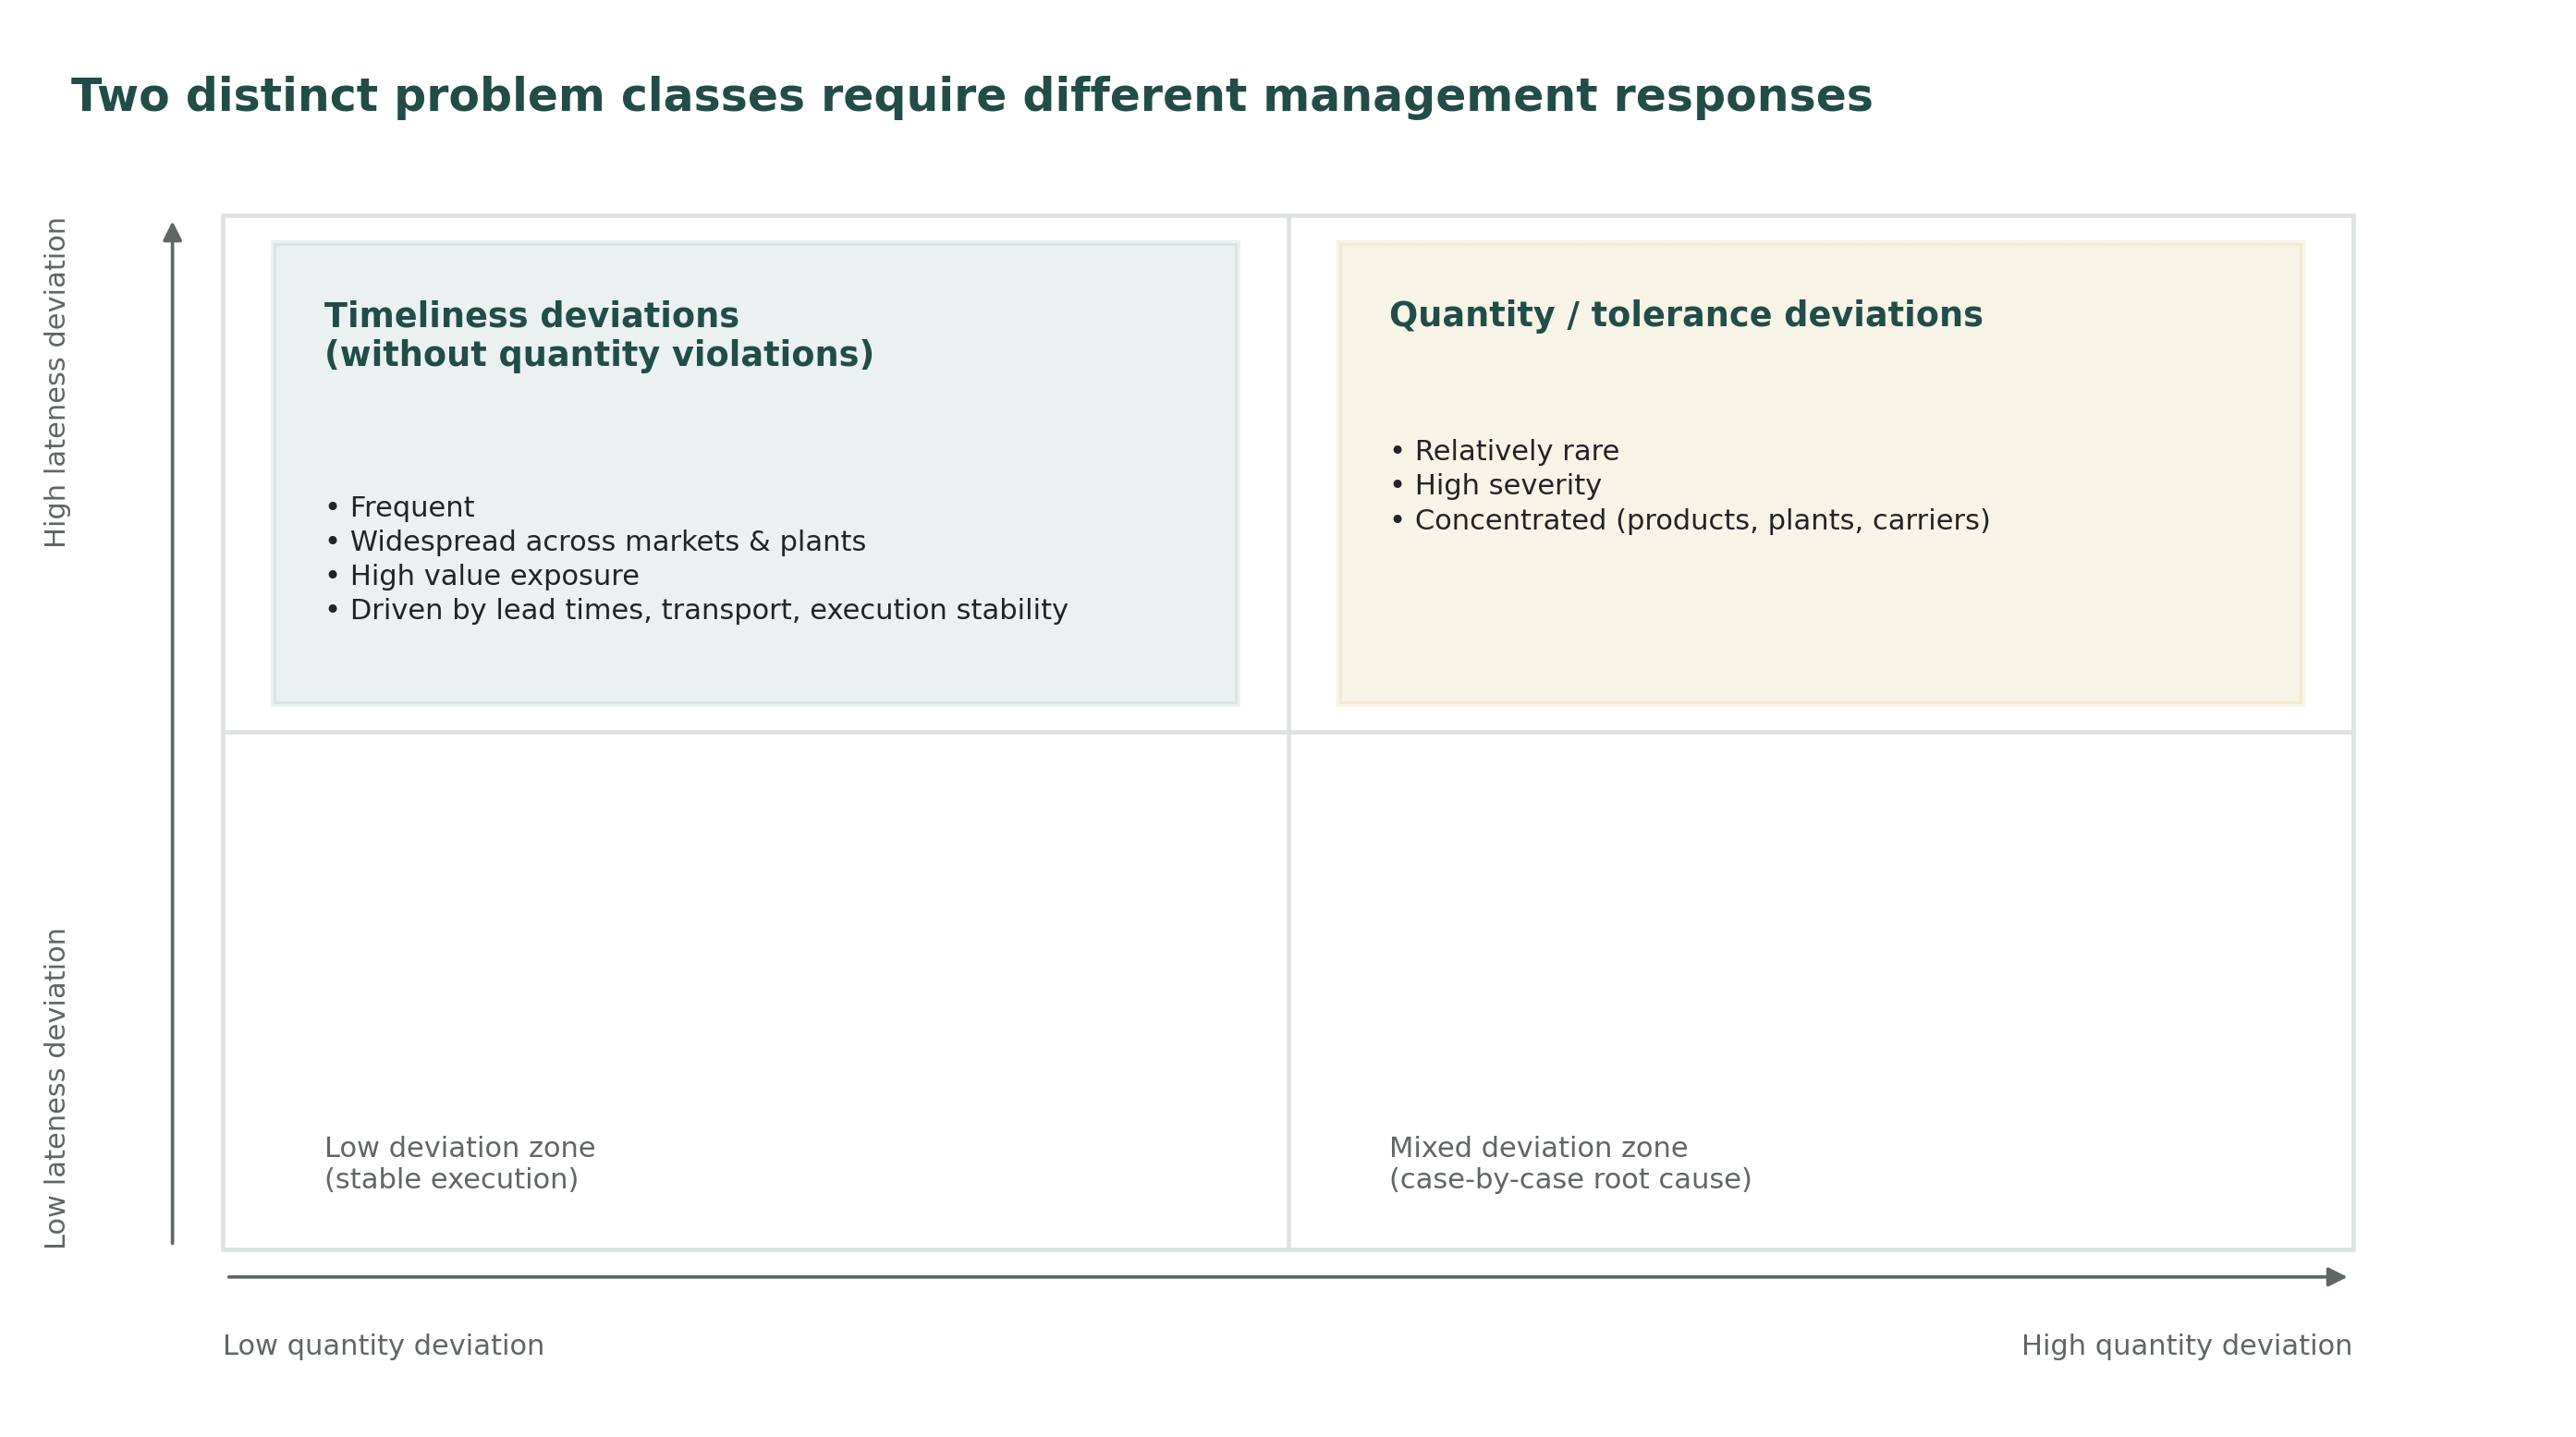 Two distinct problem classes require different management responses
High lateness deviation
Timeliness deviations
(without quantity violations)
• Frequent
• Widespread across markets & plants
• High value exposure
• Driven by lead times, transport, execution stability
Quantity / tolerance deviations
• Relatively rare
• High severity
• Concentrated (products, plants, carriers)
Low lateness deviation
Low deviation zone
(stable execution)
Mixed deviation zone
(case-by-case root cause)
Low quantity deviation
High quantity deviation